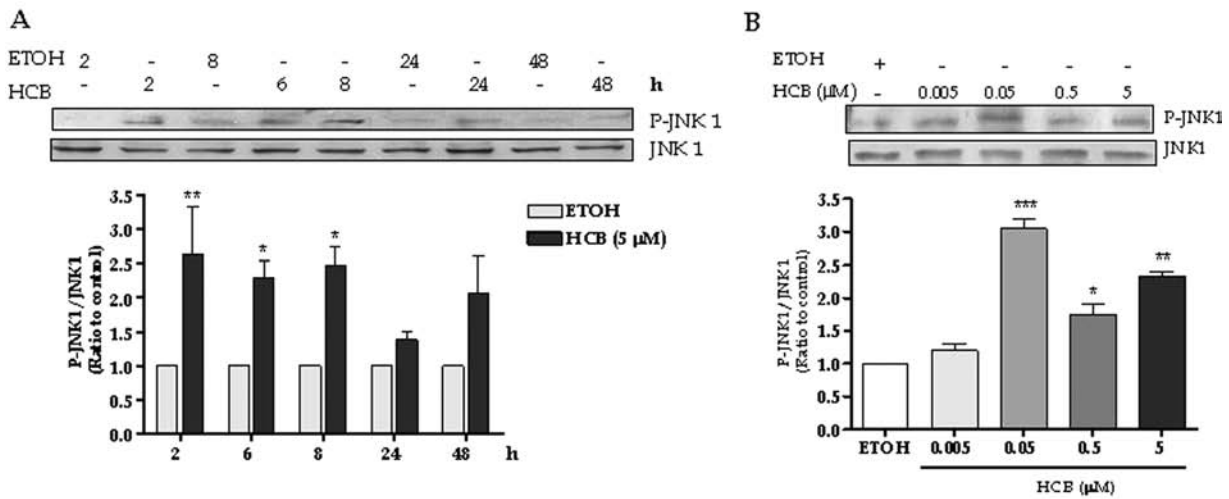 A
ETOH 2 - 8 - - 24 - 48 -
HCB - 2 - 6 8 - 24 - 48 h
P-JNK 1
JNK 1
3.5
3.0
2.5
2.0
1.5
1.0
0.5
0.0
P-JNK1/JNK1
(Ratio to control)
** * *
ETOH
HCB (5 µM)
2 6 8 24 48 h
B
ETOH + - - - -
HCB (µM) - 0.005 0.05 0.5 5
P-JNK1
JNK1
3.5
3.0
2.5
2.0
1.5
1.0
0.5
0.0
P-JNK1/JNK1
(Ratio to control)
*** * **
ETOH 0.005 0.05 0.5 5
HCB (µM)